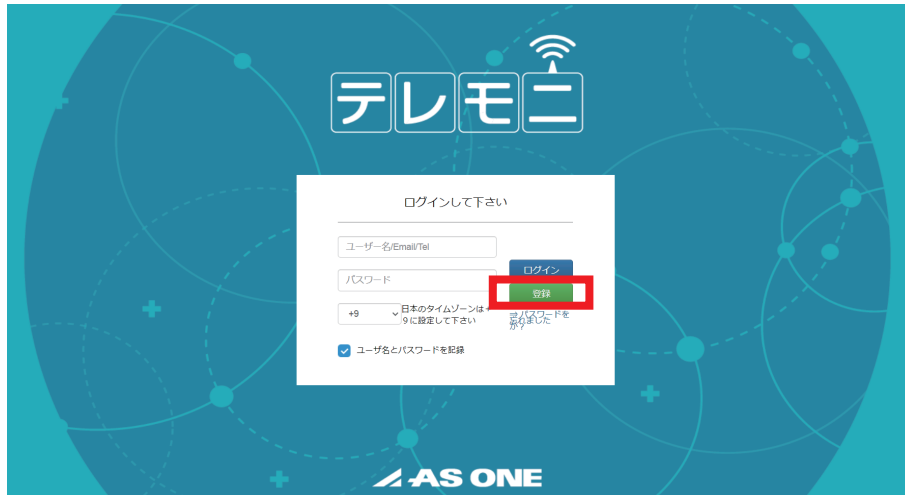 テレモニ
ログインして下さい
ユーザー名/Email/Tel
ログイン
パスワード
登録
+9
日本のタイムゾーンは+
9に設定して下さい
⇒パスワードを
忘れました
か？
ユーザ名とパスワードを記録
AS ONE